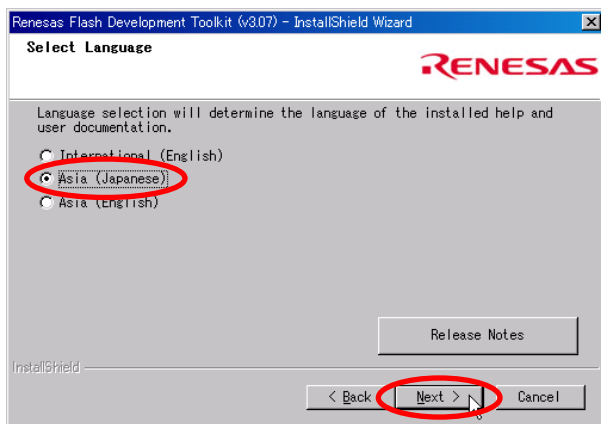 Renesas Flash Development Toolkit (v3.07) - InstallShield Wizard
Select Language
RENESAS
Language selection will determine the language of the installed help and
user documentation.
International (English)
Asia (Japanese)
Asia (English)
Release Notes
InstallShield
< Back
Next >
Cancel